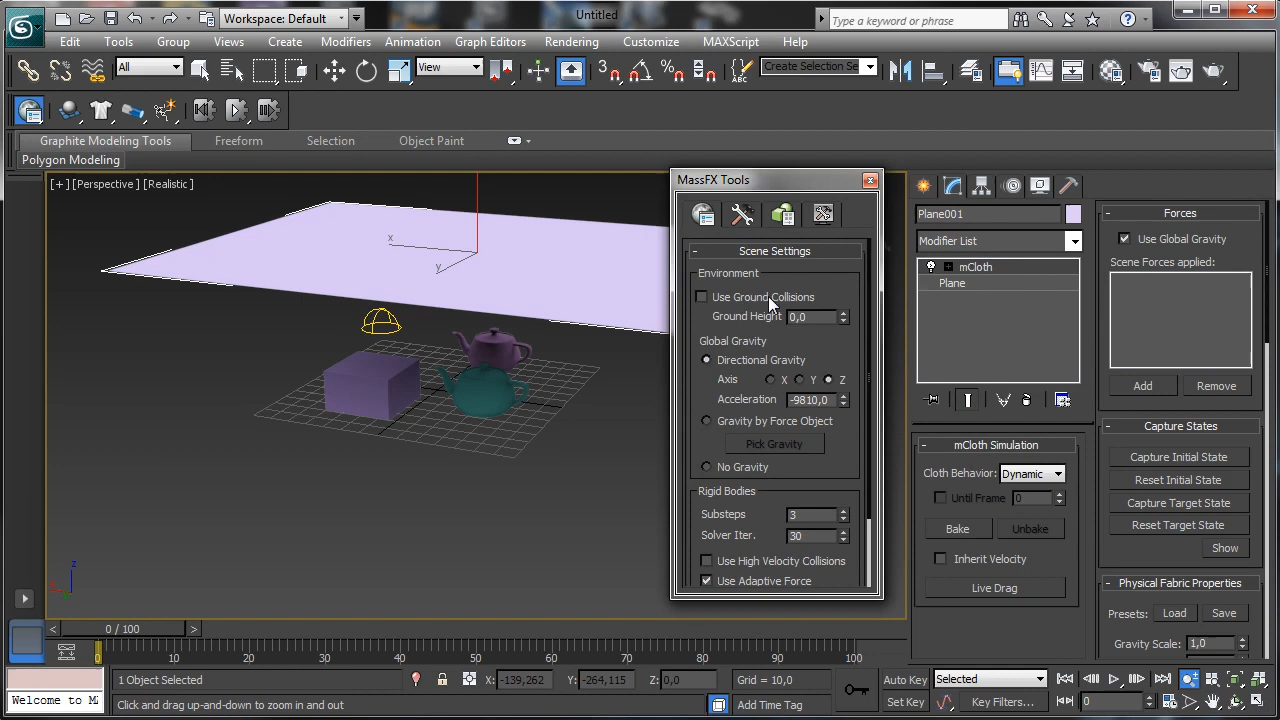 Workspace: Default
Untitled
Type a keyword or phrase
Edit Tools Group Views Create Modifiers Animation Graph Editors Rendering Customize MAXScript Help
All
View
Create Selection Se
Graphite Modeling Tools Freeform Selection Object Paint
Polygon Modeling
[+] [Perspective] [Realistic]
x
y
z
MassFX Tools
- Scene Settings
Environment
Use Ground Collisions
Ground Height 0,0
Global Gravity
Directional Gravity
Axis X Y Z
Acceleration -9810,0
Gravity by Force Object
Pick Gravity
No Gravity
Rigid Bodies
Substeps 3
Solver Iter. 30
Use High Velocity Collisions
Use Adaptive Force
Plane001
Modifier List
mCloth
Plane
- mCloth Simulation
Cloth Behavior: Dynamic
Until Frame 0
Bake Unbake
Inherit Velocity
Live Drag
- Forces
Use Global Gravity
Scene Forces applied:
Add Remove
- Capture States
Capture Initial State
Reset Initial State
Capture Target State
Reset Target State
Show
- Physical Fabric Properties
Presets: Load Save
Gravity Scale: 1,0
< 0 / 100 >
0 10 20 30 40 50 60 70 80 90 100
1 Object Selected X: -139,262 Y: -264,115 Z: 0,0 Grid = 10,0 Auto Key Selected
Welcome to M
Click and drag up-and-down to zoom in and out Add Time Tag Set Key Key Filters... 0